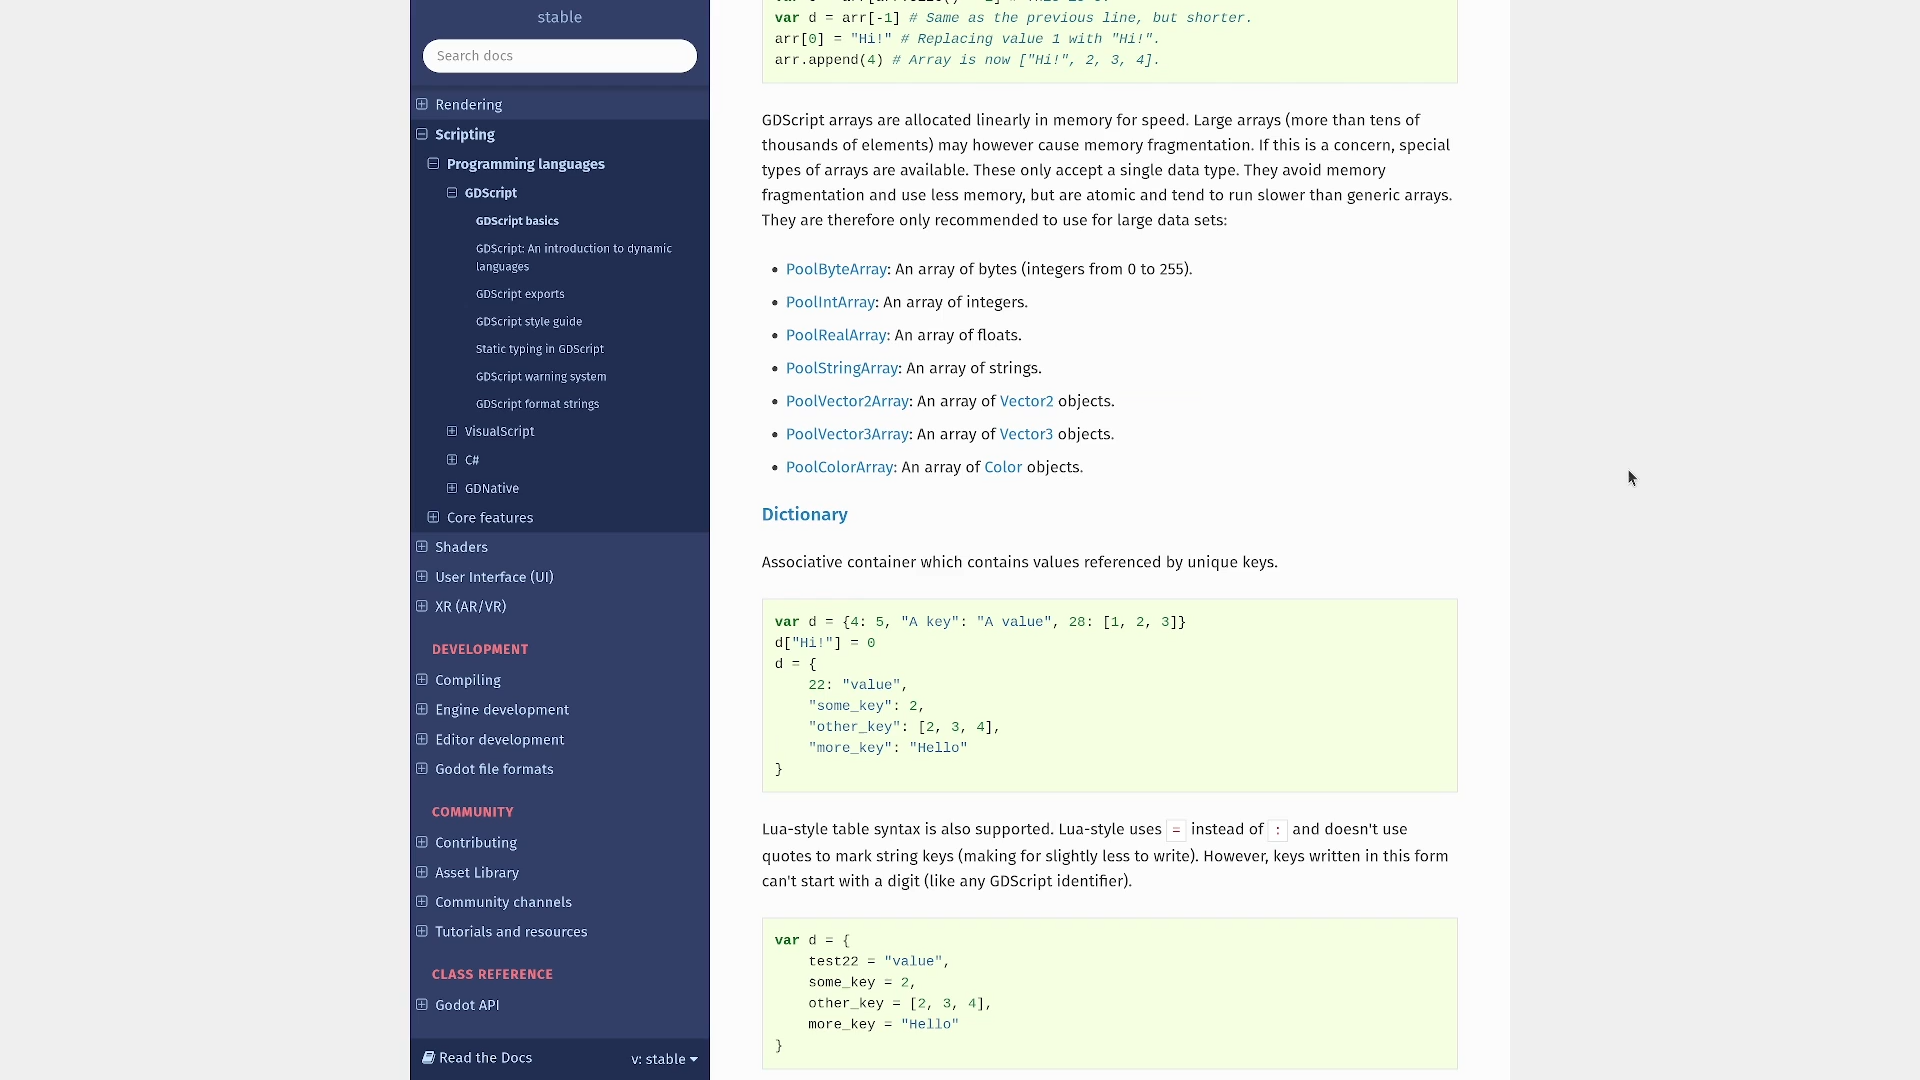 stable
Search docs
Rendering
Scripting
Programming languages
GDScript
GDScript basics
GDScript: An introduction to dynamic
languages
GDScript exports
GDScript style guide
Static typing in GDScript
GDScript warning system
GDScript format strings
VisualScript
C#
GDNative
Core features
Shaders
User Interface (UI)
XR (AR/VR)
DEVELOPMENT
Compiling
Engine development
Editor development
Godot file formats
COMMUNITY
Contributing
Asset Library
Community channels
Tutorials and resources
CLASS REFERENCE
Godot API
Read the Docs
v: stable
var d = arr[-1] # Same as the previous line, but shorter.
arr[0] = "Hi!" # Replacing value 1 with "Hi!".
arr.append(4) # Array is now ["Hi!", 2, 3, 4].
GDScript arrays are allocated linearly in memory for speed. Large arrays (more than tens of
thousands of elements) may however cause memory fragmentation. If this is a concern, special
types of arrays are available. These only accept a single data type. They avoid memory
fragmentation and use less memory, but are atomic and tend to run slower than generic arrays.
They are therefore only recommended to use for large data sets:
• PoolByteArray: An array of bytes (integers from 0 to 255).
• PoolIntArray: An array of integers.
• PoolRealArray: An array of floats.
• PoolStringArray: An array of strings.
• PoolVector2Array: An array of Vector2 objects.
• PoolVector3Array: An array of Vector3 objects.
• PoolColorArray: An array of Color objects.
Dictionary
Associative container which contains values referenced by unique keys.
var d = {4: 5, "A key": "A value", 28: [1, 2, 3]}
d["Hi!"] = 0
d = {
    22: "value",
    "some_key": 2,
    "other_key": [2, 3, 4],
    "more_key": "Hello"
}
Lua-style table syntax is also supported. Lua-style uses = instead of : and doesn't use
quotes to mark string keys (making for slightly less to write). However, keys written in this form
can't start with a digit (like any GDScript identifier).
var d = {
    test22 = "value",
    some_key = 2,
    other_key = [2, 3, 4],
    more_key = "Hello"
}